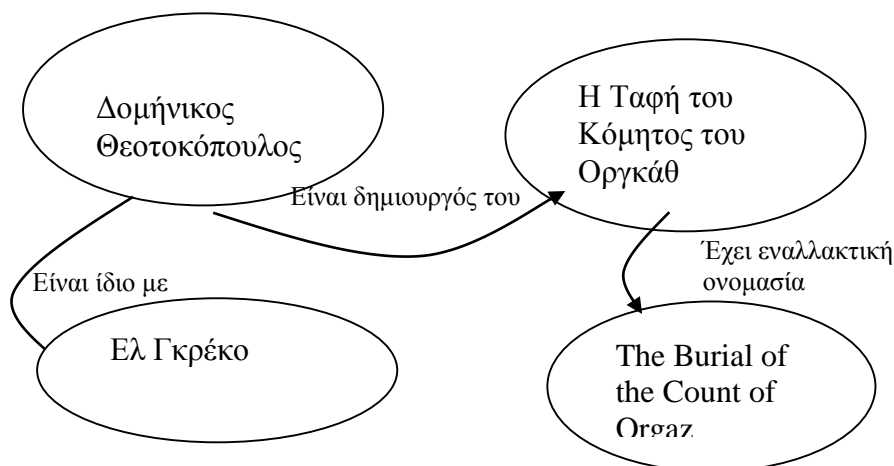 Δομήνικος
Θεοτοκόπουλος
Η Ταφή του
Κόμητος του
Οργκάθ
Είναι δημιουργός του
Έχει εναλλακτική
ονομασία
Είναι ίδιο με
Ελ Γκρέκο
The Burial of
the Count of
Orgaz